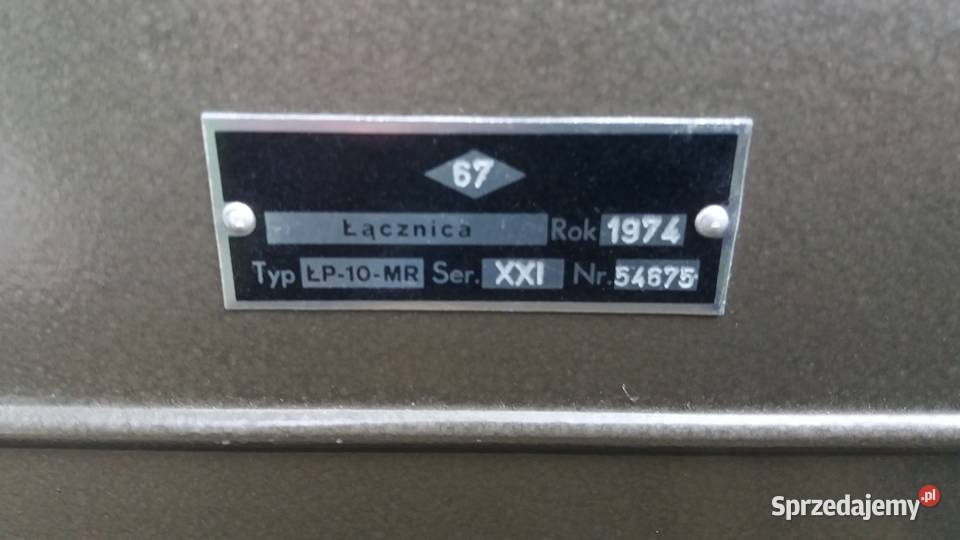 67
Łącznica Rok 1974
Typ ŁP-10-MR Ser. XXI Nr. 54675
Sprzedajemy.pl